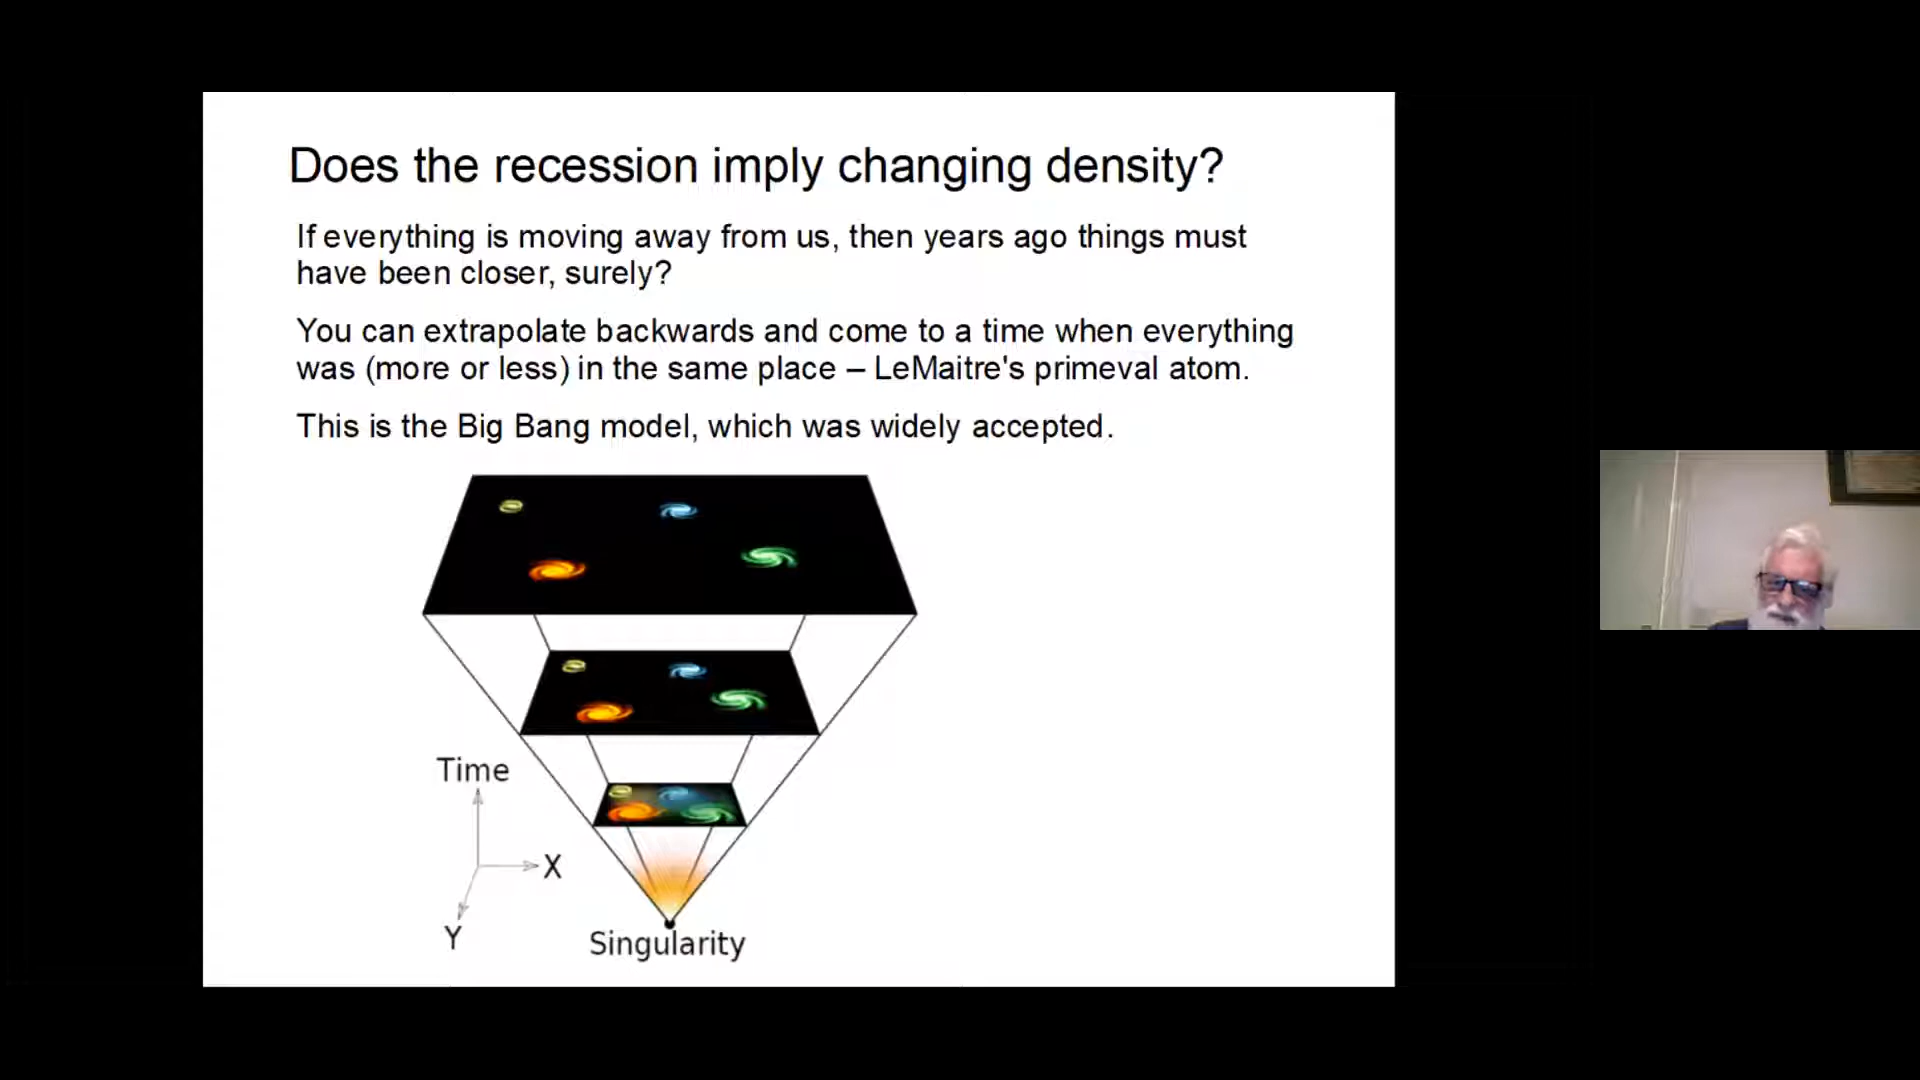 Does the recession imply changing density?
If everything is moving away from us, then years ago things must
have been closer, surely?
You can extrapolate backwards and come to a time when everything
was (more or less) in the same place – LeMaitre's primeval atom.
This is the Big Bang model, which was widely accepted.
Time
X
Y
Singularity